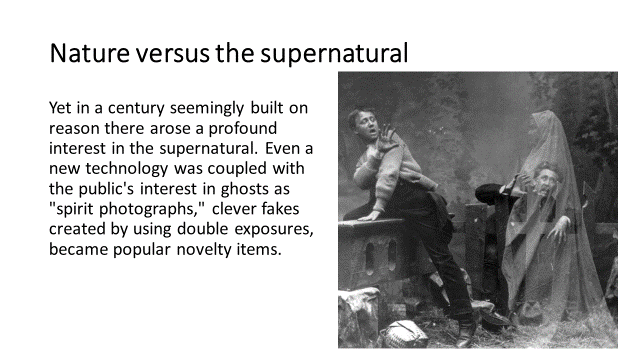 Nature versus the supernatural
Yet in a century seemingly built on
reason there arose a profound
interest in the supernatural. Even a
new technology was coupled with
the public's interest in ghosts as
"spirit photographs," clever fakes
created by using double exposures,
became popular novelty items.